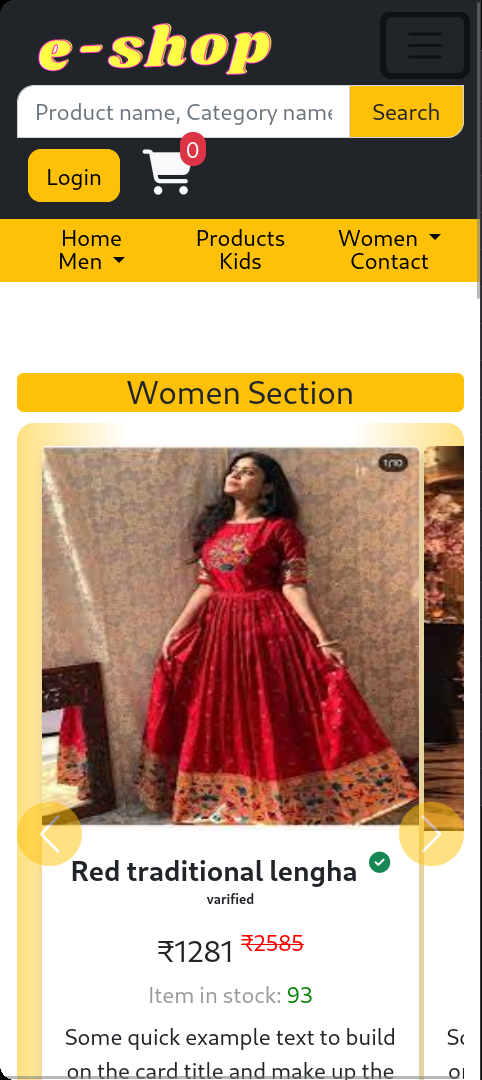 e-shop
Product name, Category name
Search
0
Login
Home
Products
Women
Men
Kids
Contact
Women Section
1/10
Red traditional lengha
varified
₹1281 ₹2585
Item in stock: 93
Some quick example text to build
on the card title and make up the